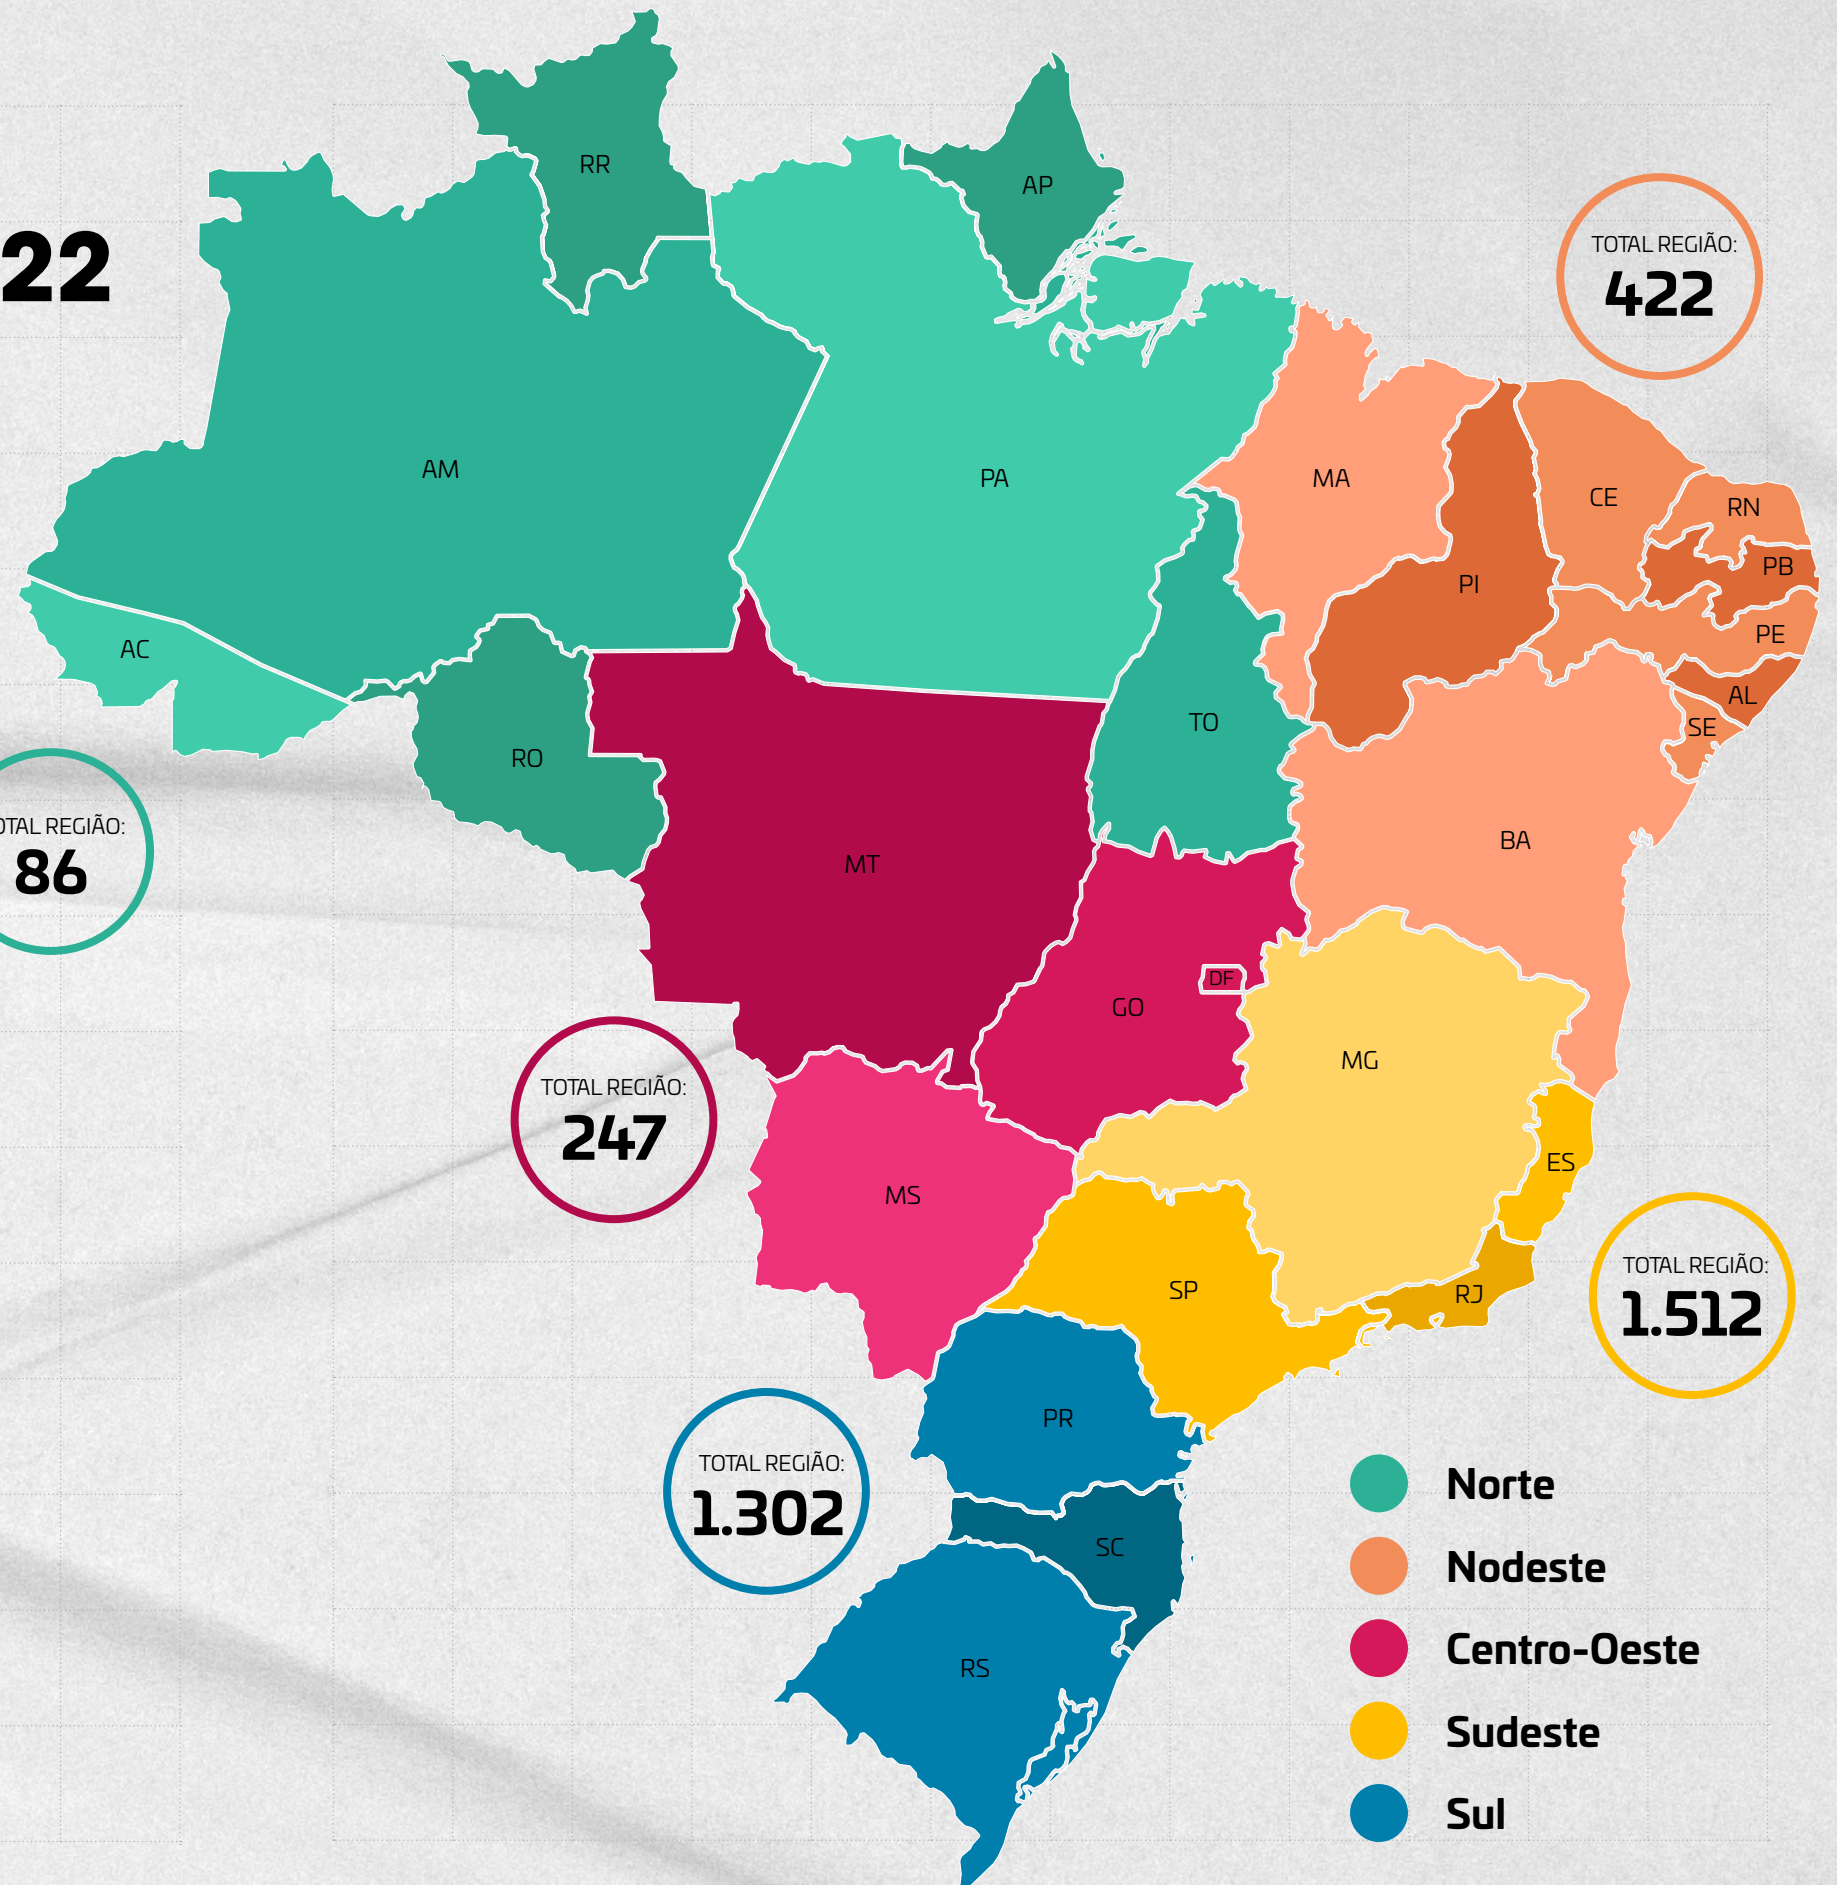 RR
AP
22
TOTAL REGIÃO:
422
AM
PA
MA
CE
RN
PB
PI
PE
AC
AL
SE
TO
RO
OTAL REGIÃO:
86
BA
MT
DF
GO
MG
TOTAL REGIÃO:
247
ES
MS
TOTAL REGIÃO:
1.512
SP
RJ
PR
TOTAL REGIÃO:
1.302
SC
RS
Norte
Nodeste
Centro-Oeste
Sudeste
Sul